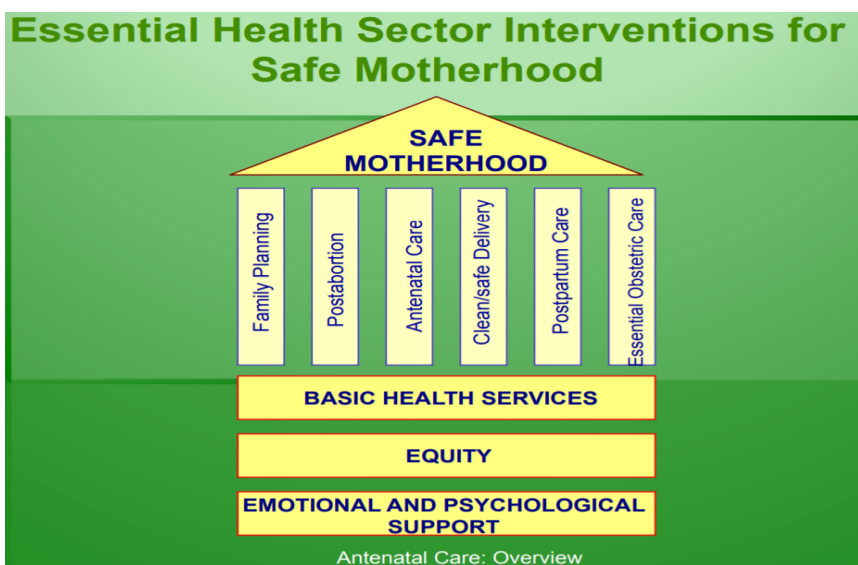 Essential Health Sector Interventions for
Safe Motherhood
SAFE
MOTHERHOOD
Family Planning
Postabortion
Antenatal Care
Clean/safe Delivery
Postpartum Care
Essential Obstetric Care
BASIC HEALTH SERVICES
EQUITY
EMOTIONAL AND PSYCHOLOGICAL
SUPPORT
Antenatal Care: Overview